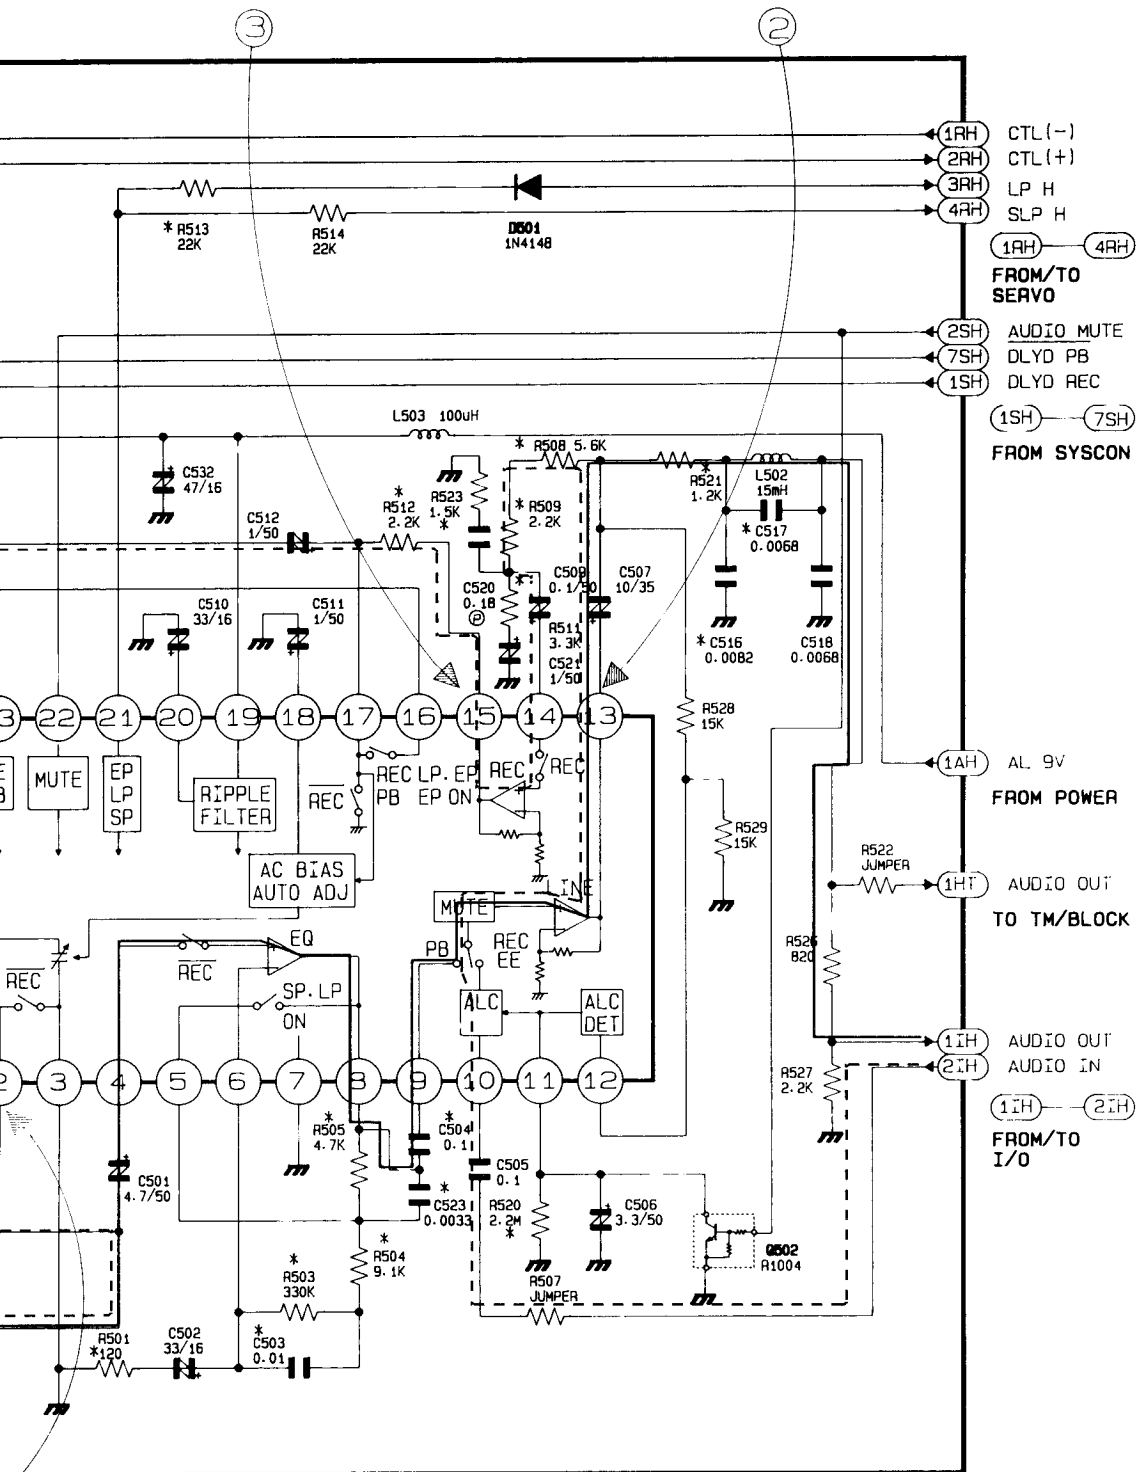 3
2
1RH CTL(-)
2RH CTL(+)
3RH LP H
4RH SLP H
* R513
22K
R514
22K
D501
1N4148
1RH 4RH
FROM/TO
SERVO
2SH AUDIO MUTE
7SH DLYD PB
1SH DLYD REC
1SH 7SH
FROM SYSCON
L503 100uH
* R508 5.6K
C532
47/16
*
R512
2.2K
R523
1.5K
*
* R509
2.2K
*
R521
1.2K
L502
15mH
* C517
0.0068
C512
1/50
C520
0.18
P
*
C509
0.1/50
C507
10/35
C510
33/16
C511
1/50
R511
3.3K
C521
1/50
* C516
0.0082
C518
0.0068
R528
15K
3 22 21 20 19 18 17 16 15 14 13
MUTE
EP
LP
SP
RIPPLE
FILTER
REC
REC LP.EP
PB EP ON
REC
REC
1AH AL 9V
FROM POWER
AC BIAS
AUTO ADJ
R529
15K
R522
JUMPER
1HT AUDIO OUT
TO TM/BLOCK
LINE
MUTE
REC
REC
EQ
PB
REC
EE
R526
820
SP.LP
ON
ALC
ALC
DET
1IH AUDIO OUT
2IH AUDIO IN
2 3 4 5 6 7 8 9 10 11 12
R527
2.2K
1IH 2IH
FROM/TO
I/O
*
R505
4.7K
*
C504
0.1
C501
4.7/50
C505
0.1
*
C523
0.0033
R520
2.2M
*
C506
3.3/50
Q502
R1004
*
R504
9.1K
*
R503
330K
R507
JUMPER
R501
*120
C502
33/16
*
C503
0.01